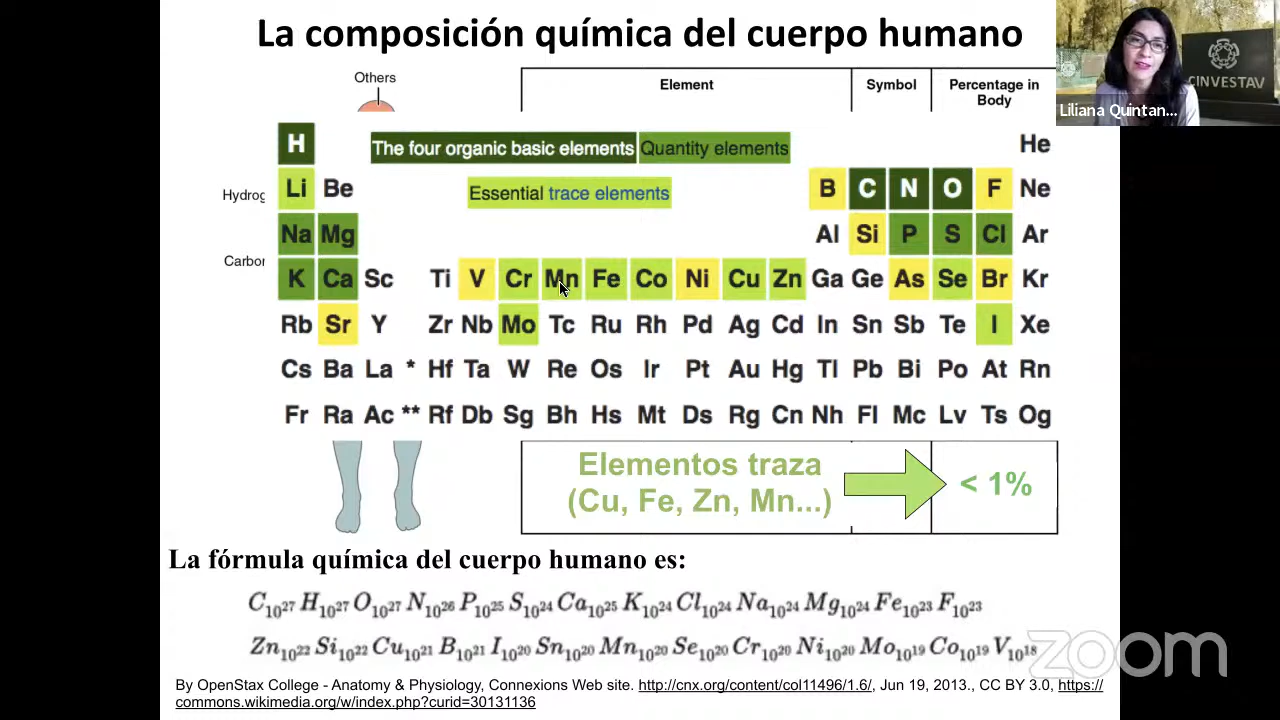 La composición química del cuerpo humano
CINVESTAV
Liliana Quintan...
Others
Element Symbol Percentage in
Body
H The four organic basic elements Quantity elements He
Hydrog Li Be Essential trace elements B C N O F Ne
Na Mg Al Si P S Cl Ar
Carbor K Ca Sc Ti V Cr Mn Fe Co Ni Cu Zn Ga Ge As Se Br Kr
Rb Sr Y Zr Nb Mo Tc Ru Rh Pd Ag Cd In Sn Sb Te I Xe
Cs Ba La * Hf Ta W Re Os Ir Pt Au Hg Tl Pb Bi Po At Rn
Fr Ra Ac ** Rf Db Sg Bh Hs Mt Ds Rg Cn Nh Fl Mc Lv Ts Og
Elementos traza
(Cu, Fe, Zn, Mn...) < 1%
La fórmula química del cuerpo humano es:
C₁₀27 H₁₀27 O₁₀27 N₁₀26 P₁₀25 S₁₀24 Ca₁₀25 K₁₀24 Cl₁₀24 Na₁₀24 Mg₁₀24 Fe₁₀23 F₁₀23
Zn₁₀22 Si₁₀22 Cu₁₀21 B₁₀21 I₁₀20 Sn₁₀20 Mn₁₀20 Se₁₀20 Cr₁₀20 Ni₁₀20 Mo₁₀19 Co₁₀19 V₁₀18
zoom
By OpenStax College - Anatomy & Physiology, Connexions Web site. http://cnx.org/content/col11496/1.6/, Jun 19, 2013., CC BY 3.0, https://
commons.wikimedia.org/w/index.php?curid=30131136